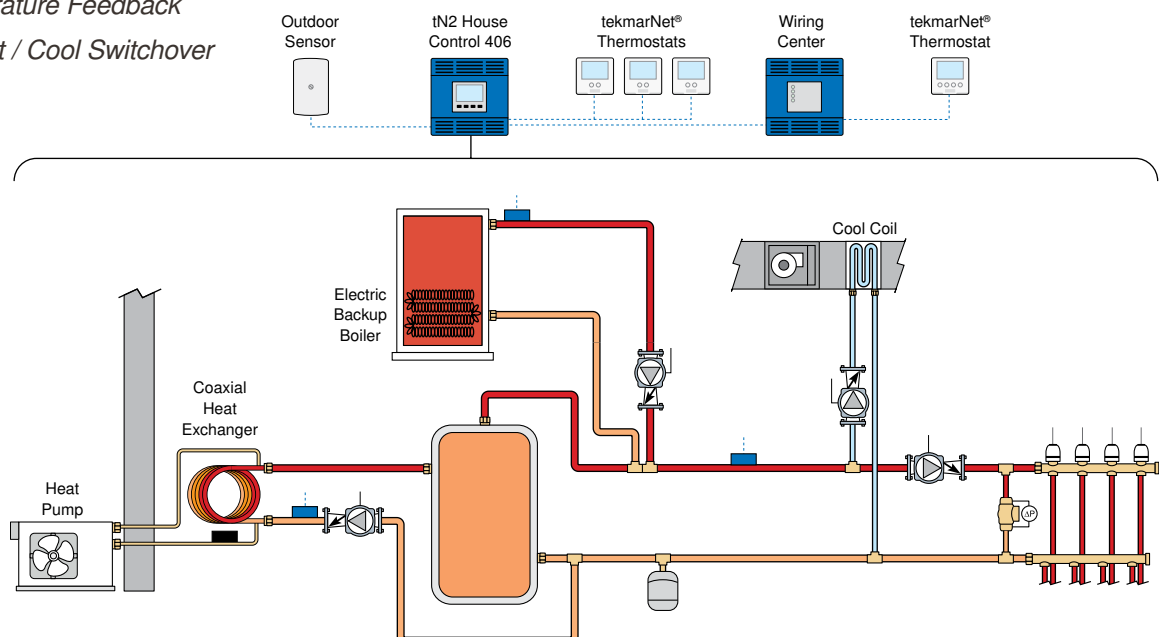 rature Feedback
t / Cool Switchover
Outdoor
Sensor
tN2 House
Control 406
tekmarNet®
Thermostats
Wiring
Center
tekmarNet®
Thermostat
Cool Coil
Electric
Backup
Boiler
Coaxial
Heat
Exchanger
Heat
Pump
ΔP